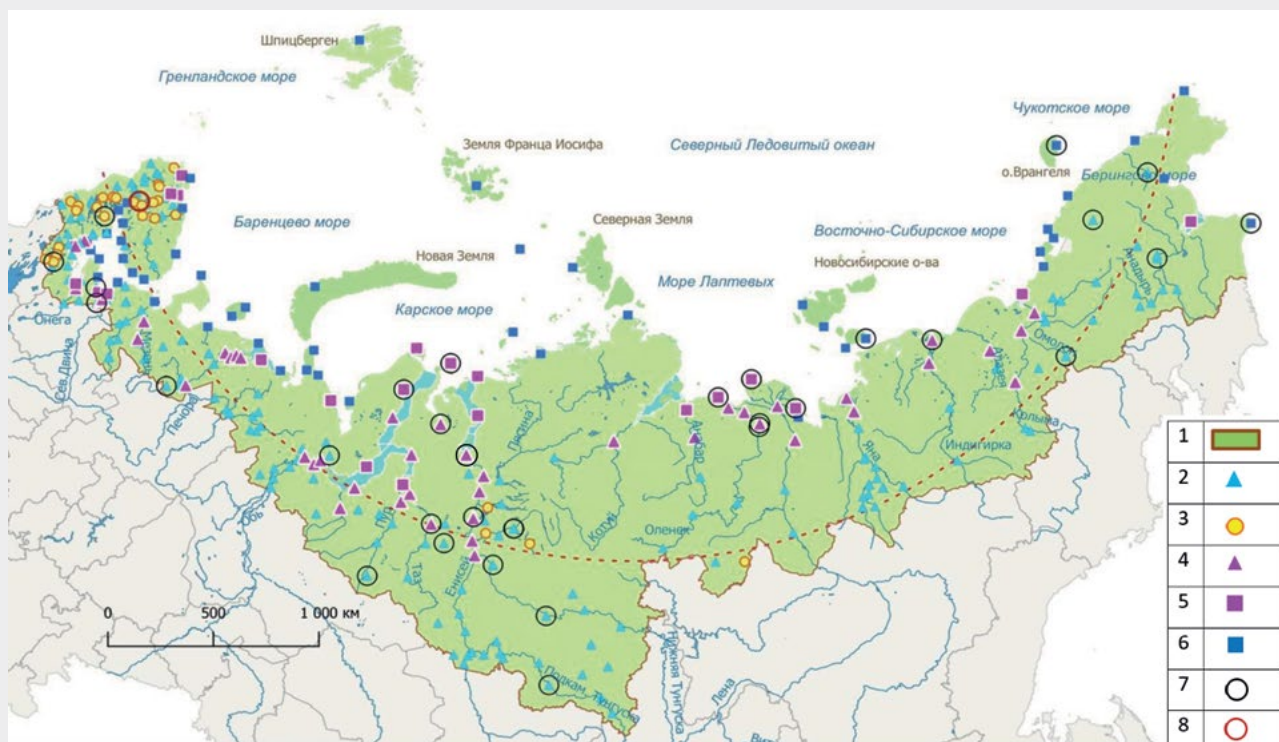 Шпицберген
Гренландское море
Чукотское море
Земля Франца Иосифа
Северный Ледовитый океан
о.Врангеля
Берингово море
Баренцево море
Северная Земля
Восточно-Сибирское море
Новая Земля
Море Лаптевых
Новосибирские о-ва
Анадырь
Карское море
Онега
Сев.Двина
Мезень
Печора
Пясина
Анабар
Омолон
Алазея
Колыма
Яна
Индигирка
Обь
Пур
Таз
Енисей
Котуй
Оленек
0 500 1 000 км
Подкам. Тунгуска
Нижняя Тунгуска
Лена
1
2
3
4
5
6
7
8